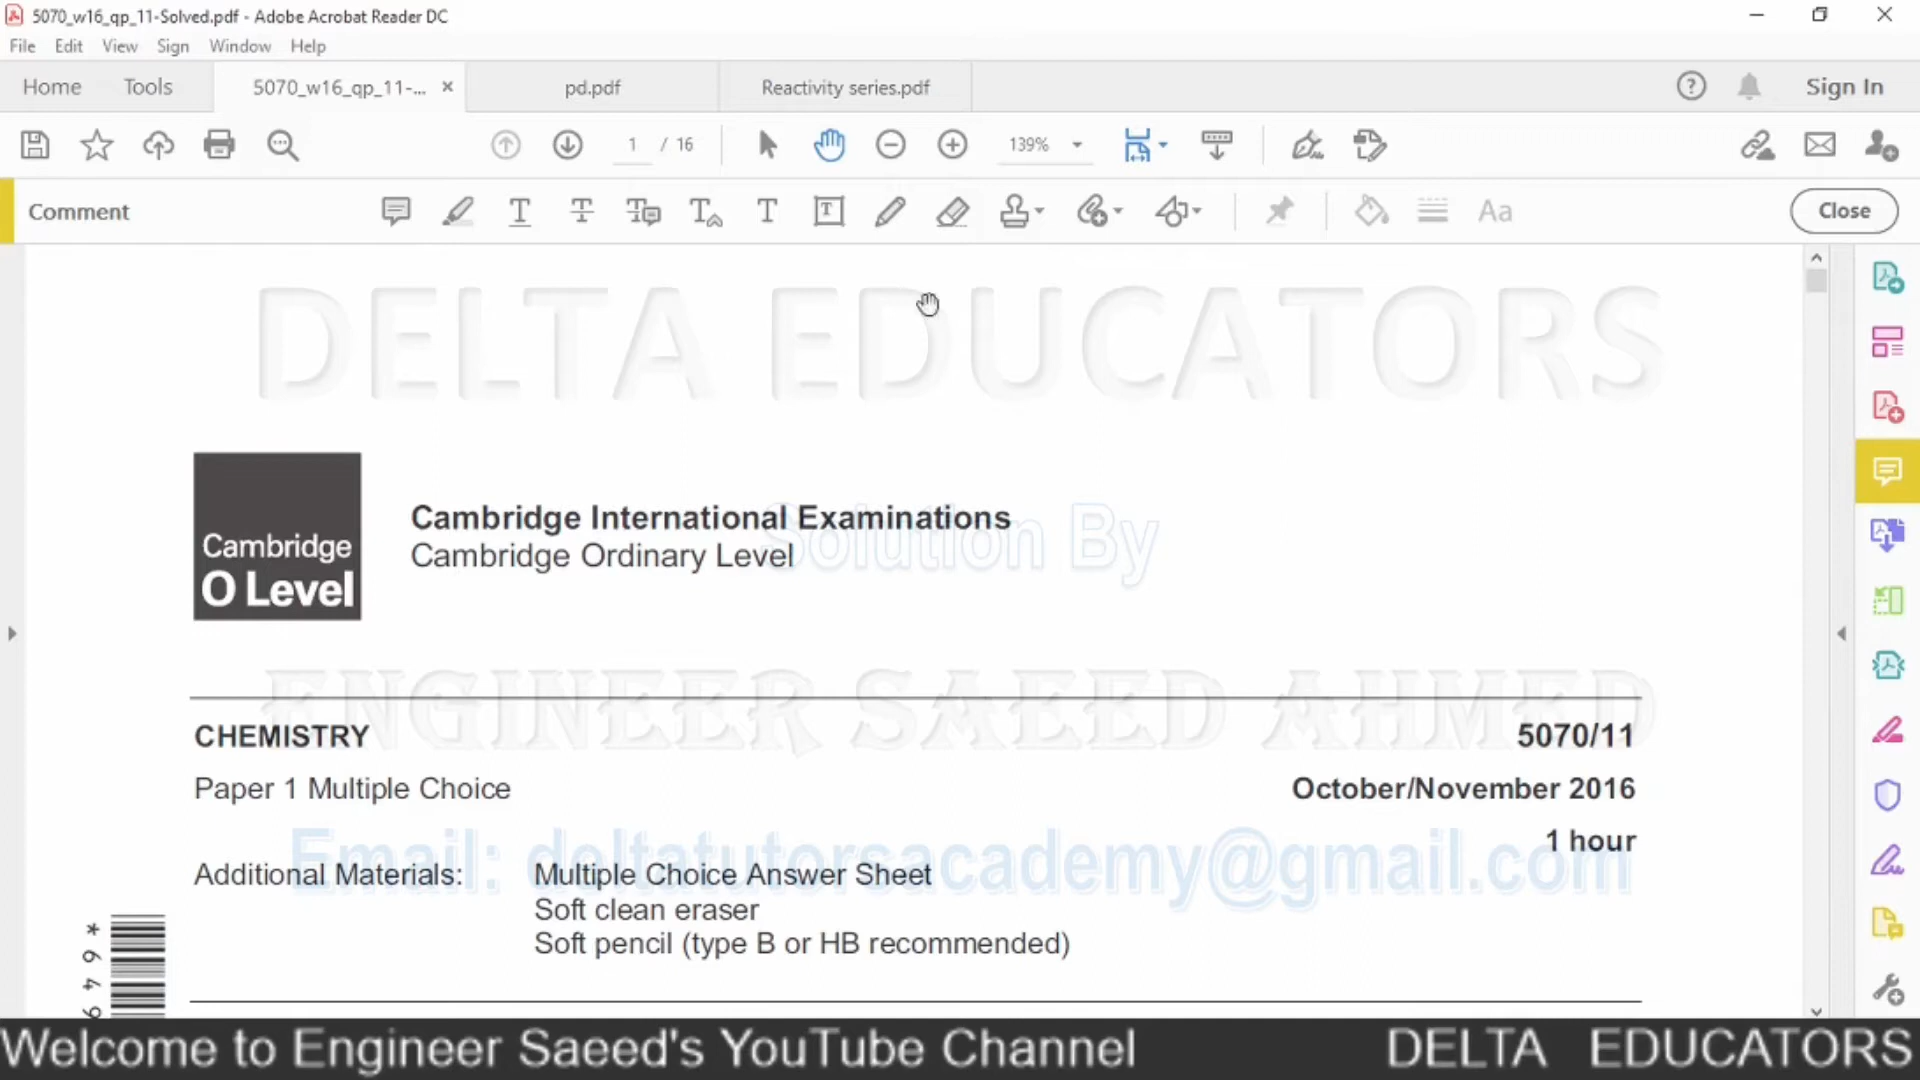 5070_w16_qp_11-Solved.pdf - Adobe Acrobat Reader DC
File Edit View Sign Window Help
Home Tools 5070_w16_qp_11-... × pd.pdf Reactivity series.pdf Sign In
1 / 16 139%
Comment Aa Close
DELTA EDUCATORS
Cambridge O Level
Cambridge International Examinations
Cambridge Ordinary Level
Solution By
ENGINEER SAEED AHMED
CHEMISTRY 5070/11
Paper 1 Multiple Choice October/November 2016
1 hour
Email: deltatutorsacademy@gmail.com
Additional Materials: Multiple Choice Answer Sheet
Soft clean eraser
Soft pencil (type B or HB recommended)
*649
Welcome to Engineer Saeed's YouTube Channel DELTA EDUCATORS